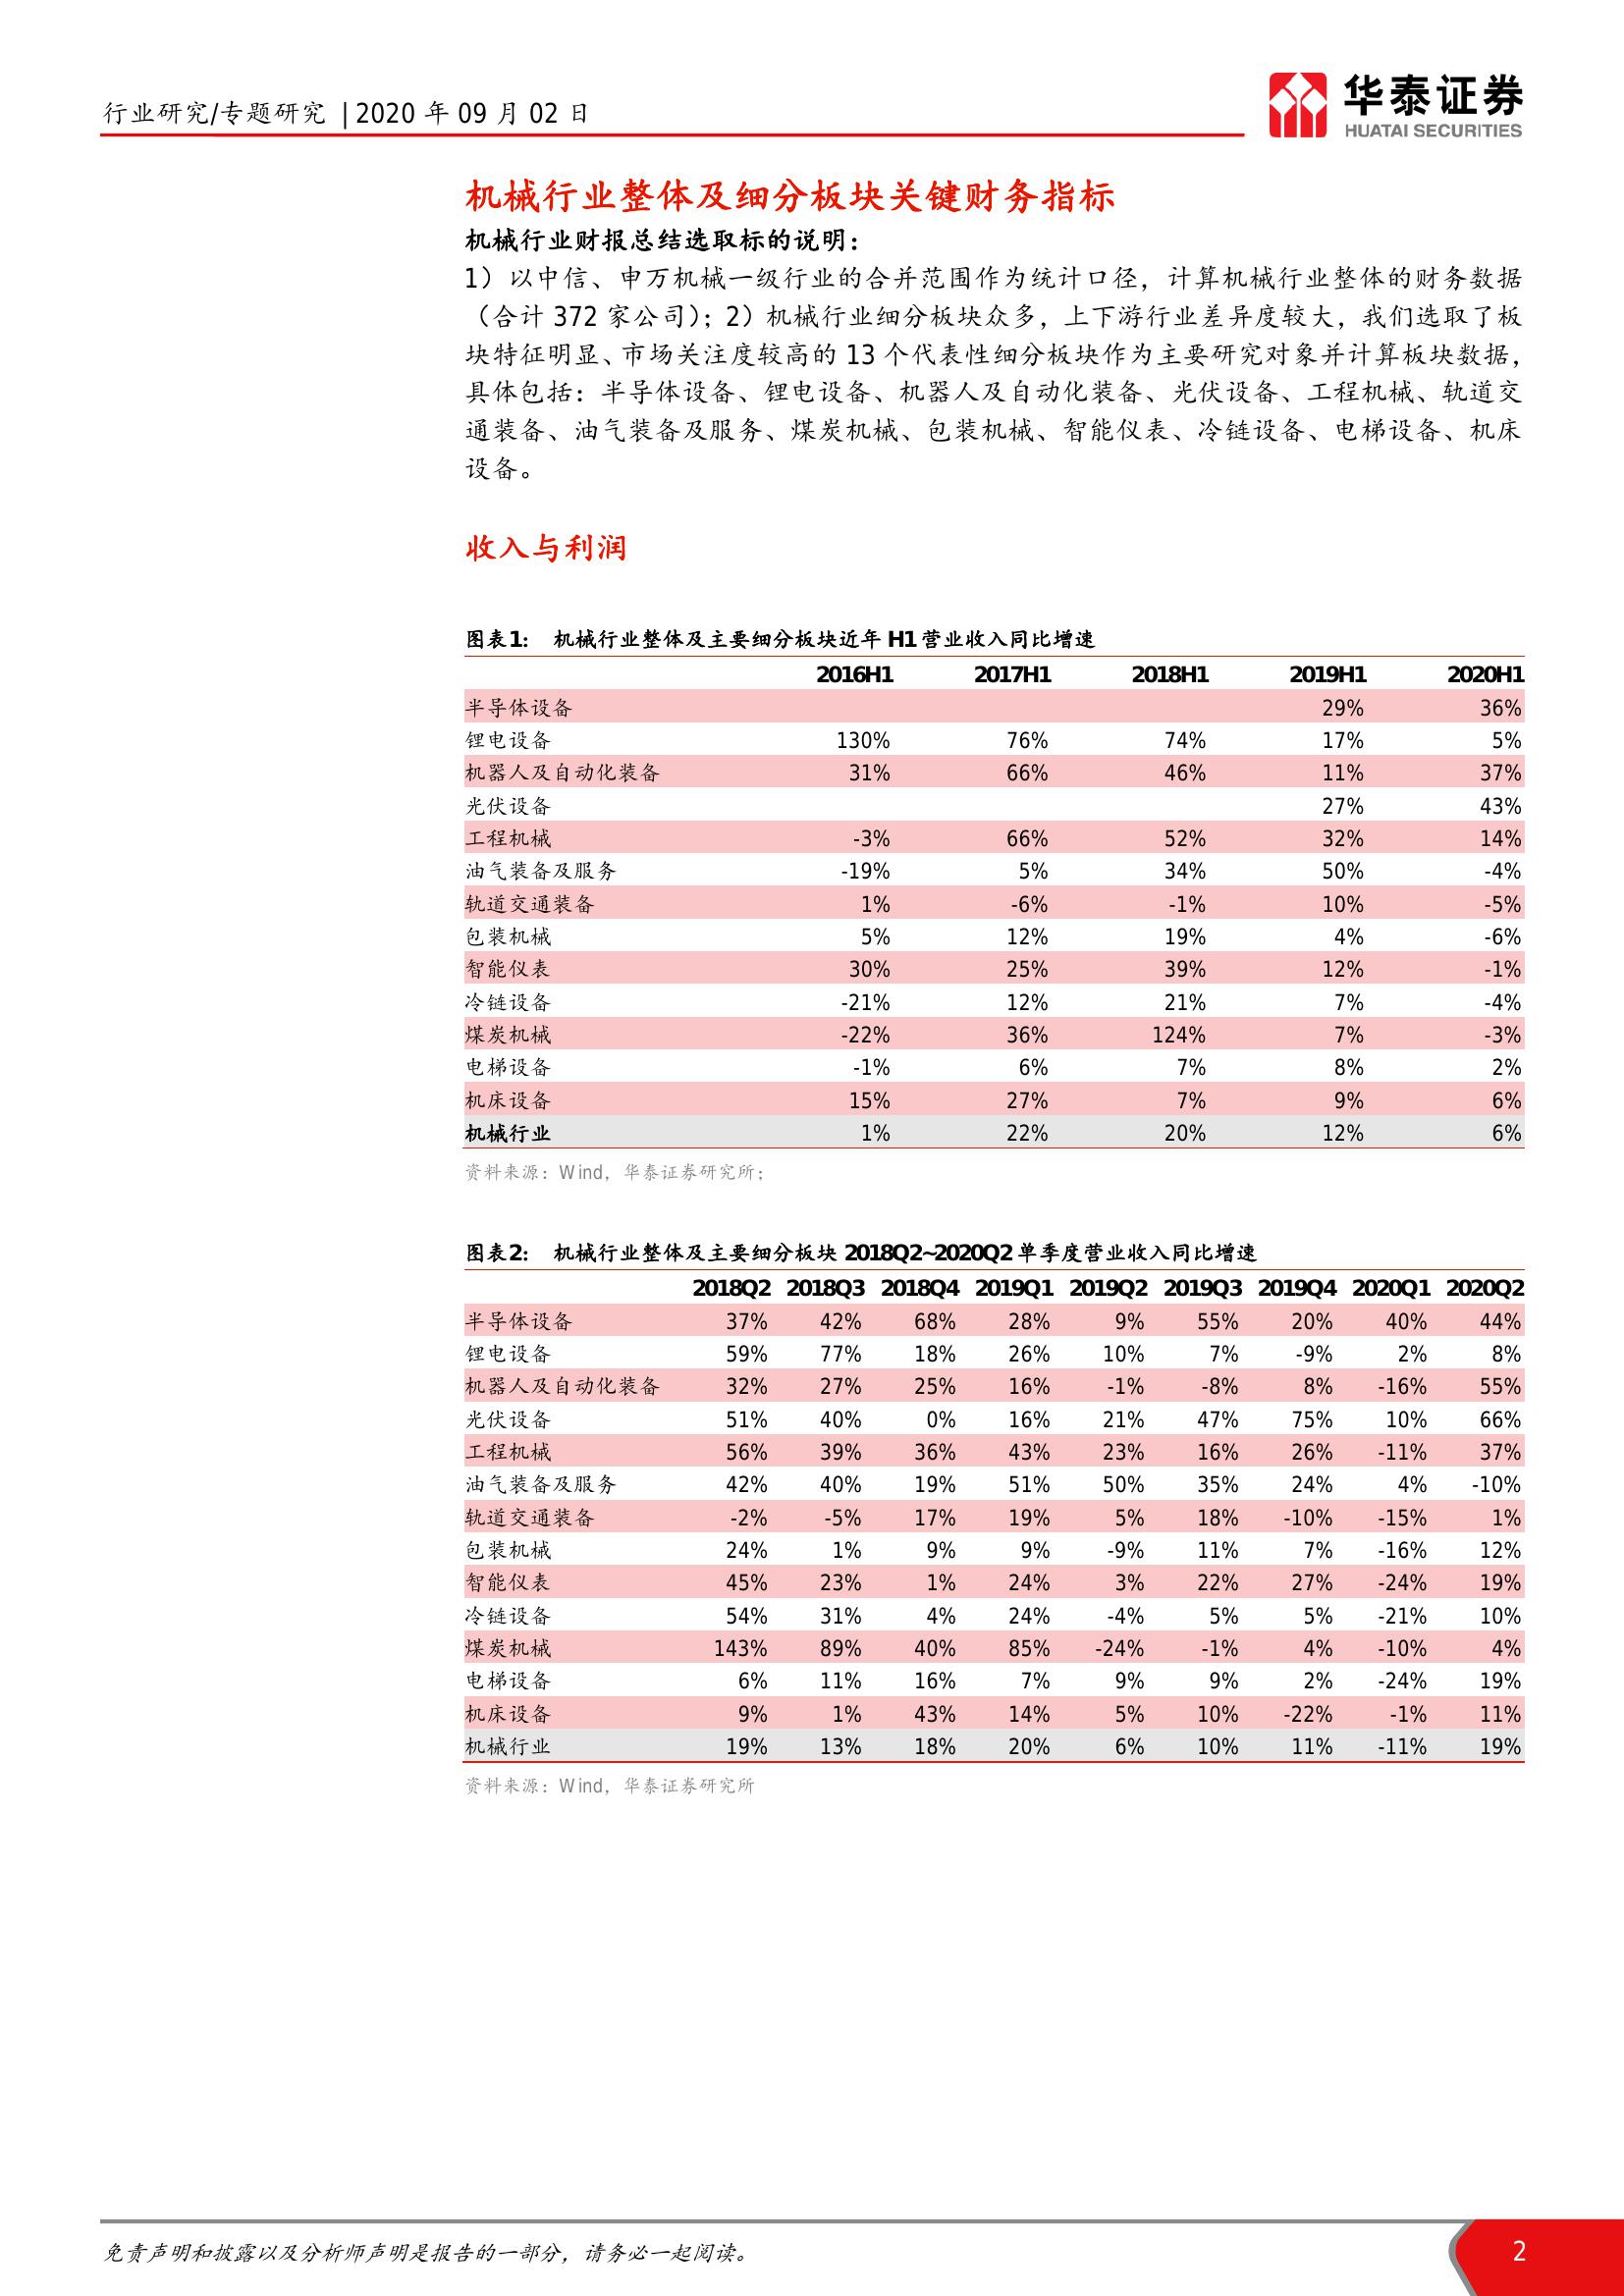 行业研究/专题研究 | 2020 年 09 月 02 日
华泰证券
HUATAI SECURITIES
机械行业整体及细分板块关键财务指标
机械行业财报总结选取标的说明：
1）以中信、申万机械一级行业的合并范围作为统计口径，计算机械行业整体的财务数据
（合计 372 家公司）；2）机械行业细分板块众多，上下游行业差异度较大，我们选取了板
块特征明显、市场关注度较高的 13 个代表性细分板块作为主要研究对象并计算板块数据，
具体包括：半导体设备、锂电设备、机器人及自动化装备、光伏设备、工程机械、轨道交
通装备、油气装备及服务、煤炭机械、包装机械、智能仪表、冷链设备、电梯设备、机床
设备。
收入与利润
图表1： 机械行业整体及主要细分板块近年 H1 营业收入同比增速
2016H1 2017H1 2018H1 2019H1 2020H1
半导体设备 29% 36%
锂电设备 130% 76% 74% 17% 5%
机器人及自动化装备 31% 66% 46% 11% 37%
光伏设备 27% 43%
工程机械 -3% 66% 52% 32% 14%
油气装备及服务 -19% 5% 34% 50% -4%
轨道交通装备 1% -6% -1% 10% -5%
包装机械 5% 12% 19% 4% -6%
智能仪表 30% 25% 39% 12% -1%
冷链设备 -21% 12% 21% 7% -4%
煤炭机械 -22% 36% 124% 7% -3%
电梯设备 -1% 6% 7% 8% 2%
机床设备 15% 27% 7% 9% 6%
机械行业 1% 22% 20% 12% 6%
资料来源：Wind，华泰证券研究所；
图表2： 机械行业整体及主要细分板块 2018Q2~2020Q2 单季度营业收入同比增速
2018Q2 2018Q3 2018Q4 2019Q1 2019Q2 2019Q3 2019Q4 2020Q1 2020Q2
半导体设备 37% 42% 68% 28% 9% 55% 20% 40% 44%
锂电设备 59% 77% 18% 26% 10% 7% -9% 2% 8%
机器人及自动化装备 32% 27% 25% 16% -1% -8% 8% -16% 55%
光伏设备 51% 40% 0% 16% 21% 47% 75% 10% 66%
工程机械 56% 39% 36% 43% 23% 16% 26% -11% 37%
油气装备及服务 42% 40% 19% 51% 50% 35% 24% 4% -10%
轨道交通装备 -2% -5% 17% 19% 5% 18% -10% -15% 1%
包装机械 24% 1% 9% 9% -9% 11% 7% -16% 12%
智能仪表 45% 23% 1% 24% 3% 22% 27% -24% 19%
冷链设备 54% 31% 4% 24% -4% 5% 5% -21% 10%
煤炭机械 143% 89% 40% 85% -24% -1% 4% -10% 4%
电梯设备 6% 11% 16% 7% 9% 9% 2% -24% 19%
机床设备 9% 1% 43% 14% 5% 10% -22% -1% 11%
机械行业 19% 13% 18% 20% 6% 10% 11% -11% 19%
资料来源：Wind，华泰证券研究所
免责声明和披露以及分析师声明是报告的一部分，请务必一起阅读。 2